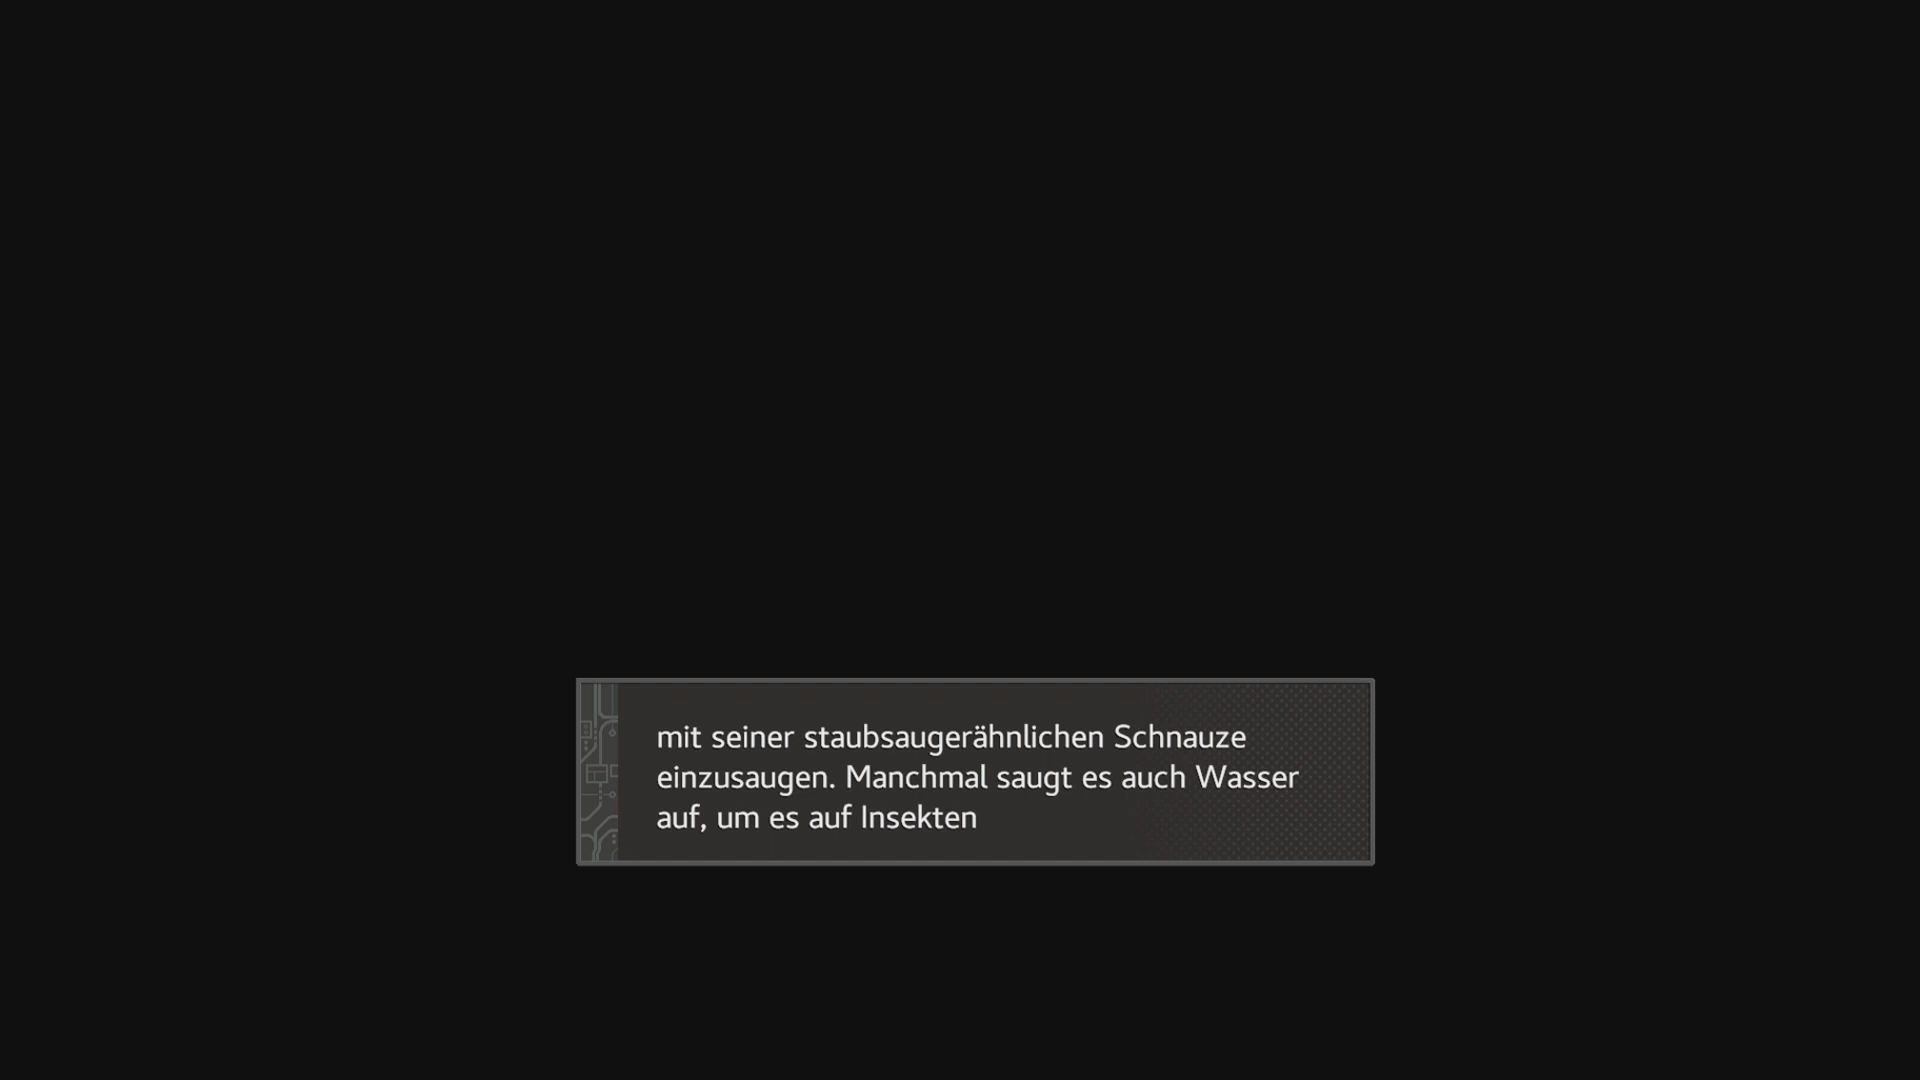 mit seiner staubsaugerähnlichen Schnauze
einzusaugen. Manchmal saugt es auch Wasser
auf, um es auf Insekten